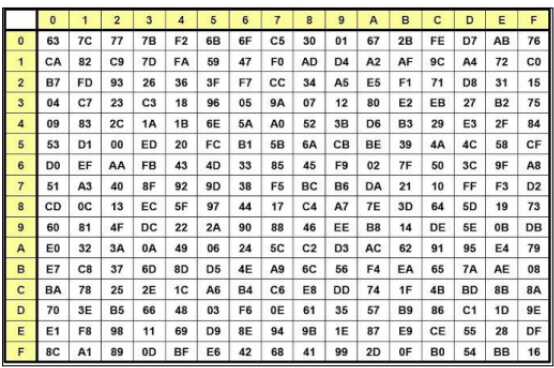 0 1 2 3 4 5 6 7 8 9 A B C D E F
0 63 7C 77 7B F2 6B 6F C5 30 01 67 2B FE D7 AB 76
1 CA 82 C9 7D FA 59 47 F0 AD D4 A2 AF 9C A4 72 C0
2 B7 FD 93 26 36 3F F7 CC 34 A5 E5 F1 71 D8 31 15
3 04 C7 23 C3 18 96 05 9A 07 12 80 E2 EB 27 B2 75
4 09 83 2C 1A 1B 6E 5A A0 52 3B D6 B3 29 E3 2F 84
5 53 D1 00 ED 20 FC B1 5B 6A CB BE 39 4A 4C 58 CF
6 D0 EF AA FB 43 4D 33 85 45 F9 02 7F 50 3C 9F A8
7 51 A3 40 8F 92 9D 38 F5 BC B6 DA 21 10 FF F3 D2
8 CD 0C 13 EC 5F 97 44 17 C4 A7 7E 3D 64 5D 19 73
9 60 81 4F DC 22 2A 90 88 46 EE B8 14 DE 5E 0B DB
A E0 32 3A 0A 49 06 24 5C C2 D3 AC 62 91 95 E4 79
B E7 C8 37 6D 8D D5 4E A9 6C 56 F4 EA 65 7A AE 08
C BA 78 25 2E 1C A6 B4 C6 E8 DD 74 1F 4B BD 8B 8A
D 70 3E B5 66 48 03 F6 0E 61 35 57 B9 86 C1 1D 9E
E E1 F8 98 11 69 D9 8E 94 9B 1E 87 E9 CE 55 28 DF
F 8C A1 89 0D BF E6 42 68 41 99 2D 0F B0 54 BB 16